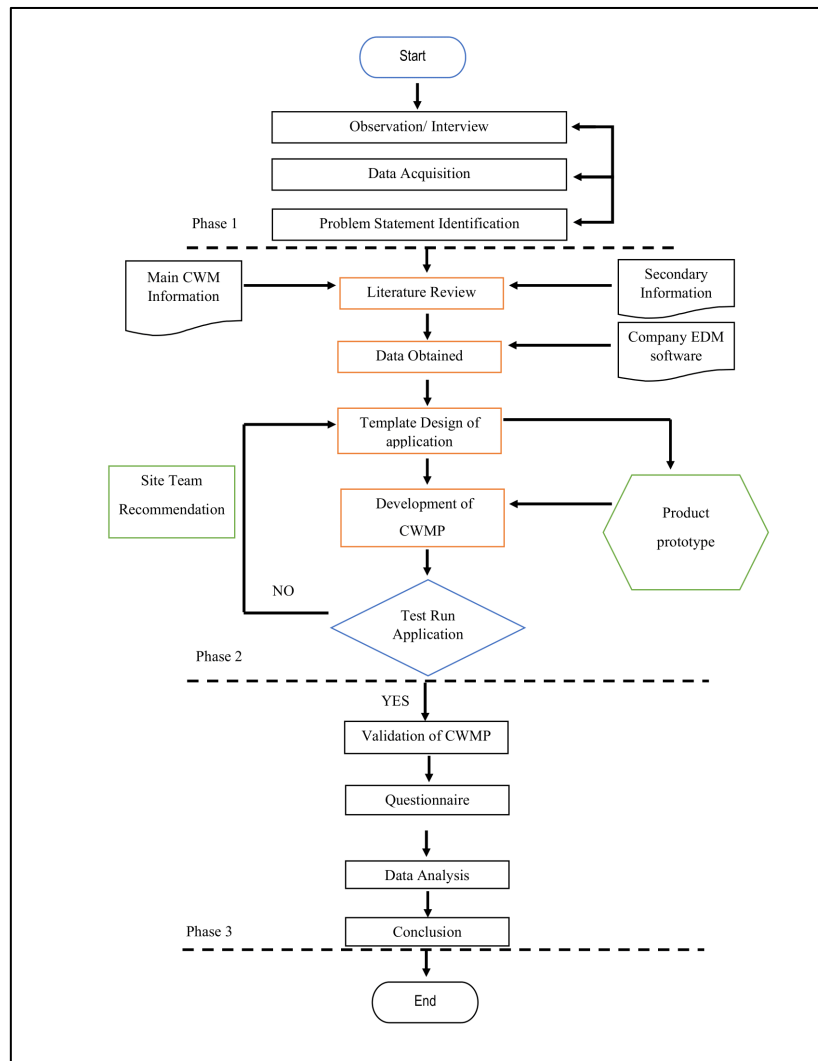 Start
Observation/ Interview
Data Acquisition
Problem Statement Identification
Phase 1
Main CWM
Information
Literature Review
Secondary
Information
Data Obtained
Company EDM
software
Template Design of
application
Site Team
Recommendation
Development of
CWMP
Product
prototype
NO
Test Run
Application
Phase 2
YES
Validation of CWMP
Questionnaire
Data Analysis
Conclusion
Phase 3
End